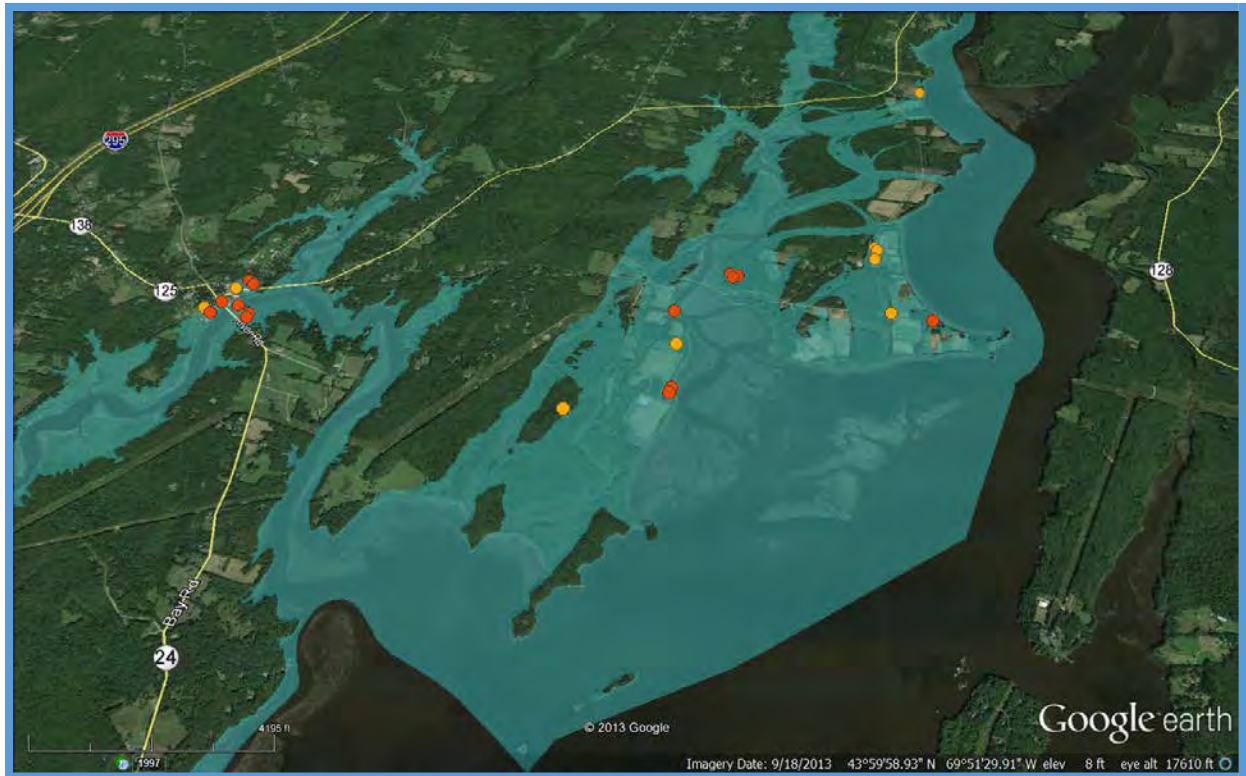 295
138
125
128
Bay Rd
24
4195 ft
© 2013 Google
Google earth
1997
Imagery Date: 9/18/2013 43°59'58.93" N 69°51'29.91" W elev 8 ft eye alt 17610 ft